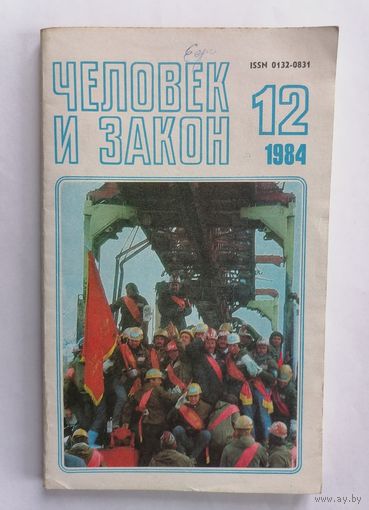 ISSN 0132-0831
ЧЕЛОВЕК
И ЗАКОН
12
1984
www.ay.by